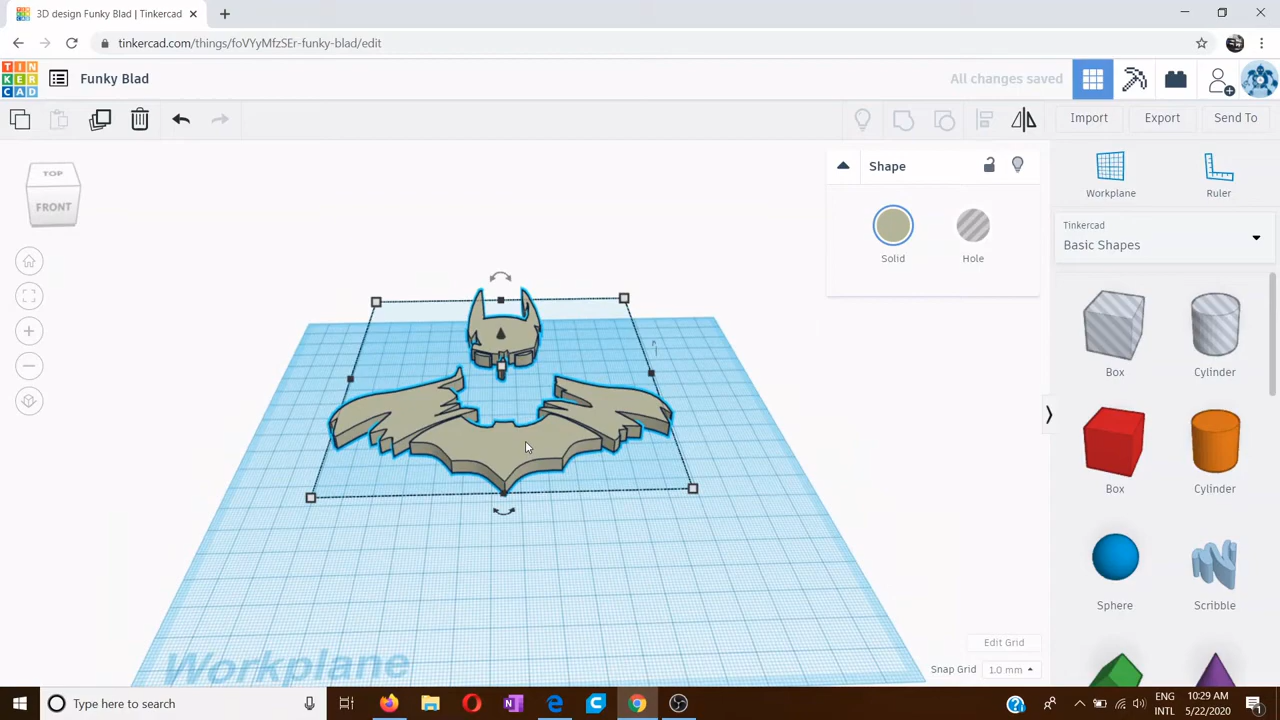 3D design Funky Blad | Tinkercad
tinkercad.com/things/foVYyMfzSEr-funky-blad/edit
TIN
KER
CAD
Funky Blad
All changes saved
Import
Export
Send To
TOP
FRONT
Shape
Solid
Hole
Workplane
Ruler
Tinkercad
Basic Shapes
Box
Cylinder
Box
Cylinder
Sphere
Scribble
Workplane
Edit Grid
Snap Grid
1.0 mm
Type here to search
ENG
INTL
10:29 AM
5/22/2020